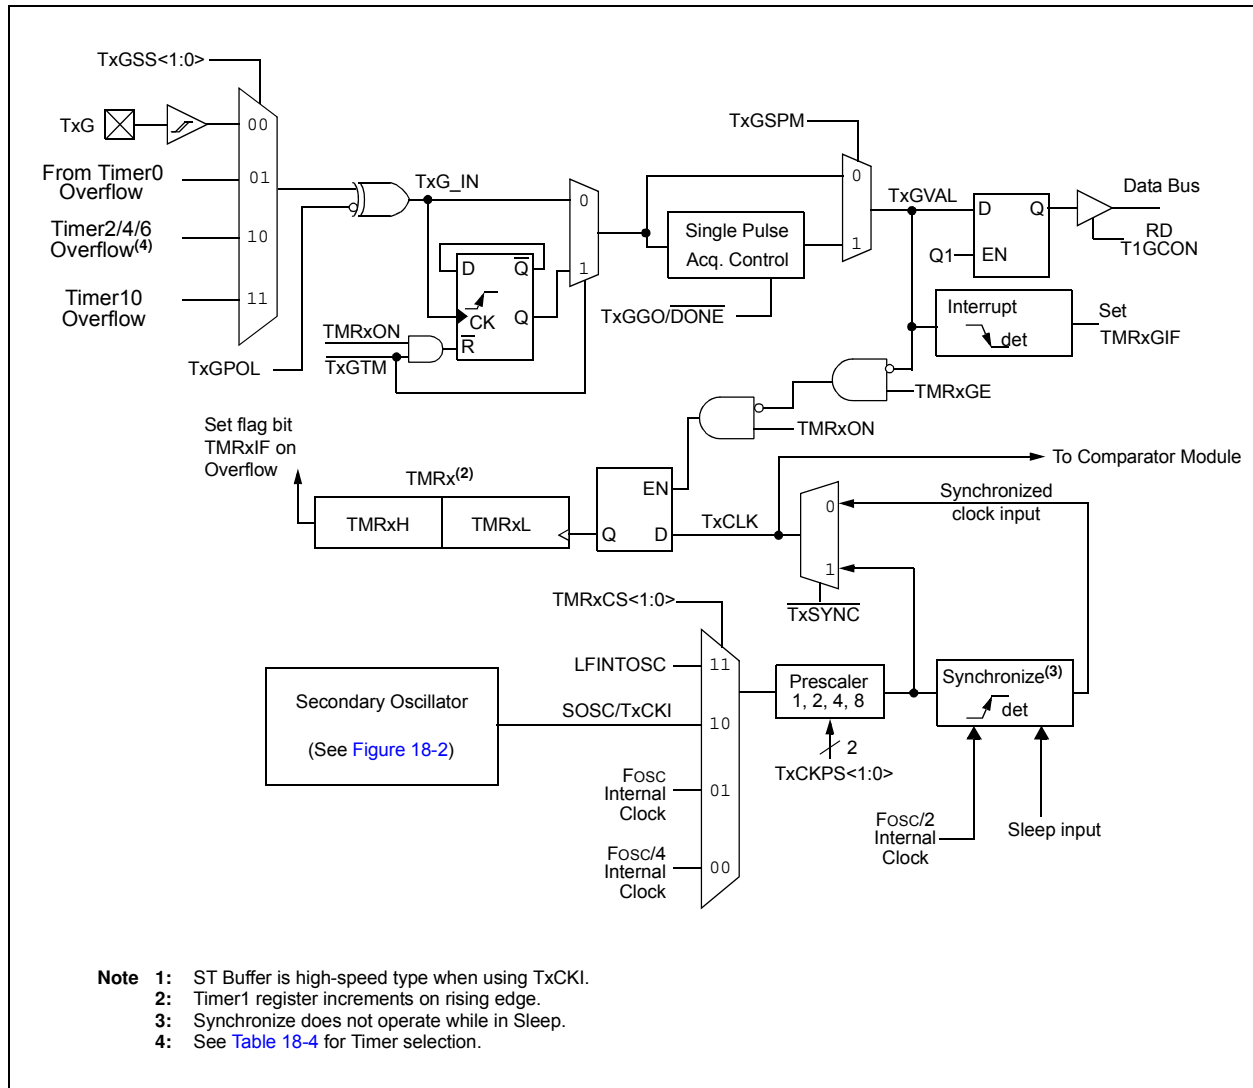 TxGSS<1:0>
TxG
00
From Timer0
Overflow
01
Timer2/4/6
Overflow(4)
10
Timer10
Overflow
11
TxGPOL
TxG_IN
0
1
D
Q
CK
Q
R
TMRxON
TxGTM
TxGSPM
Single Pulse
Acq. Control
TxGGO/DONE
0
1
TxGVAL
D
Q
Q1
EN
Data Bus
RD
T1GCON
Interrupt
det
Set
TMRxGIF
TMRxGE
TMRxON
Set flag bit
TMRxIF on
Overflow
TMRx(2)
TMRxH
TMRxL
EN
Q
D
TxCLK
To Comparator Module
0
1
Synchronized
clock input
TxSYNC
TMRxCS<1:0>
LFINTOSC
11
Secondary Oscillator
(See Figure 18-2)
SOSC/TxCKI
10
FOSC
Internal
Clock
01
FOSC/4
Internal
Clock
00
Prescaler
1, 2, 4, 8
2
TxCKPS<1:0>
Synchronize(3)
det
FOSC/2
Internal
Clock
Sleep input
Note 1: ST Buffer is high-speed type when using TxCKI.
2: Timer1 register increments on rising edge.
3: Synchronize does not operate while in Sleep.
4: See Table 18-4 for Timer selection.